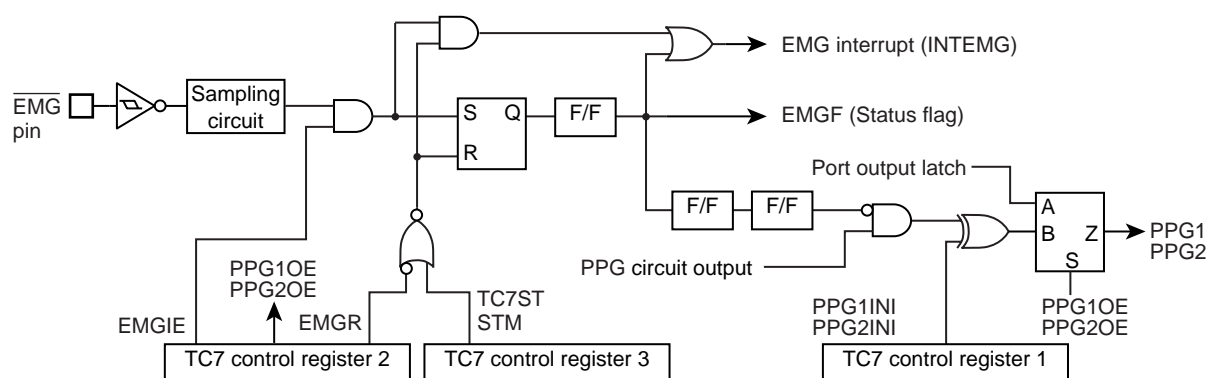 EMG interrupt (INTEMG)
EMG
pin
Sampling
circuit
S
Q
R
F/F
EMGF (Status flag)
Port output latch
F/F
F/F
A
B
Z
S
PPG1
PPG2
PPG circuit output
PPG1OE
PPG2OE
EMGIE
EMGR
TC7ST
STM
PPG1INI
PPG2INI
PPG1OE
PPG2OE
TC7 control register 2
TC7 control register 3
TC7 control register 1